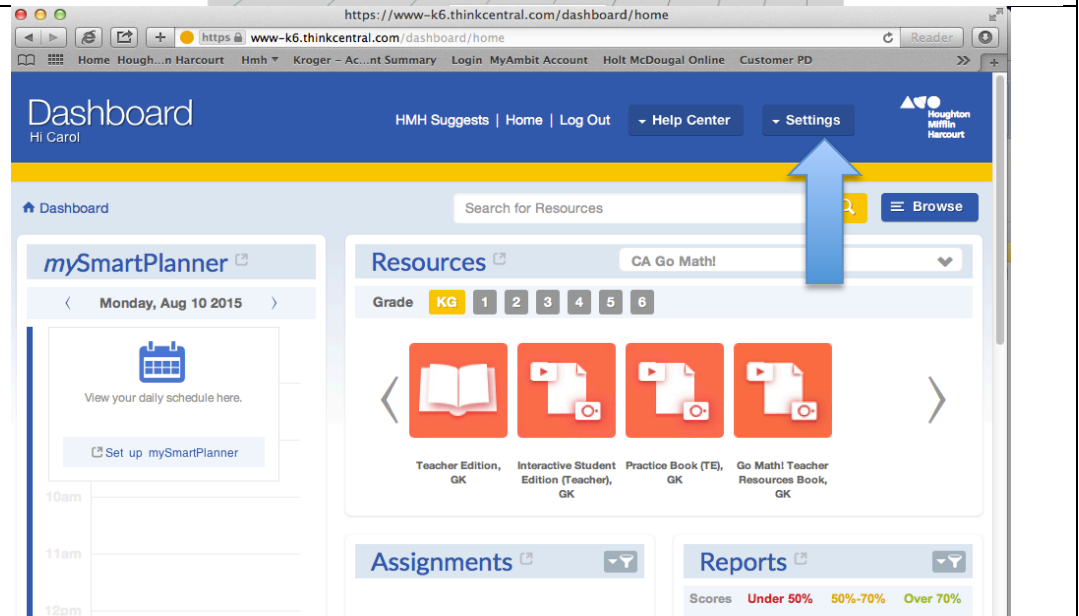 https://www-k6.thinkcentral.com/dashboard/home
https www-k6.thinkcentral.com/dashboard/home
Reader
Home Hough...n Harcourt Hmh Kroger – Ac...nt Summary Login MyAmbit Account Holt McDougal Online Customer PD
Dashboard
Hi Carol
HMH Suggests | Home | Log Out Help Center Settings
Houghton
Mifflin
Harcourt
Dashboard
Search for Resources
Browse
mySmartPlanner
Monday, Aug 10 2015
View your daily schedule here.
Set up mySmartPlanner
10am
11am
12pm
Resources
CA Go Math!
Grade KG 1 2 3 4 5 6
Teacher Edition,
GK
Interactive Student
Edition (Teacher),
GK
Practice Book (TE),
GK
Go Math! Teacher
Resources Book,
GK
Assignments
Reports
Scores Under 50% 50%-70% Over 70%